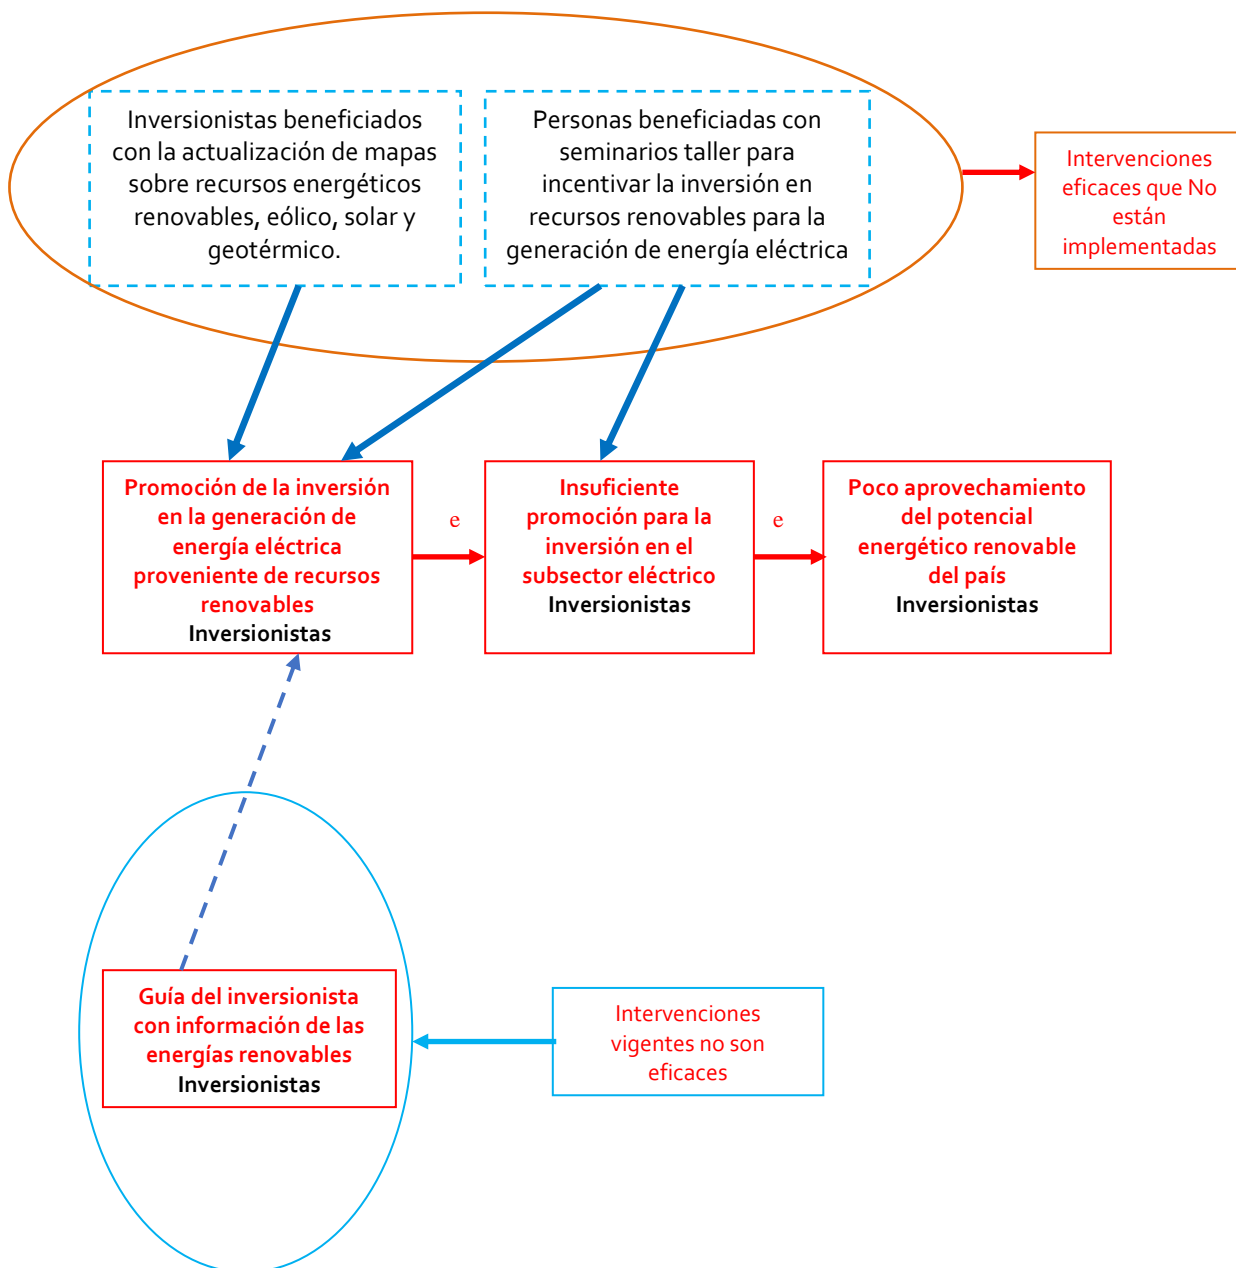 Inversionistas beneficiados
con la actualización de mapas
sobre recursos energéticos
renovables, eólico, solar y
geotérmico.
Personas beneficiadas con
seminarios taller para
incentivar la inversión en
recursos renovables para la
generación de energía eléctrica
Intervenciones
eficaces que No
están
implementadas
Promoción de la inversión
en la generación de
energía eléctrica
proveniente de recursos
renovables
Inversionistas
e
Insuficiente
promoción para la
inversión en el
subsector eléctrico
Inversionistas
e
Poco aprovechamiento
del potencial
energético renovable
del país
Inversionistas
Guía del inversionista
con información de las
energías renovables
Inversionistas
Intervenciones
vigentes no son
eficaces